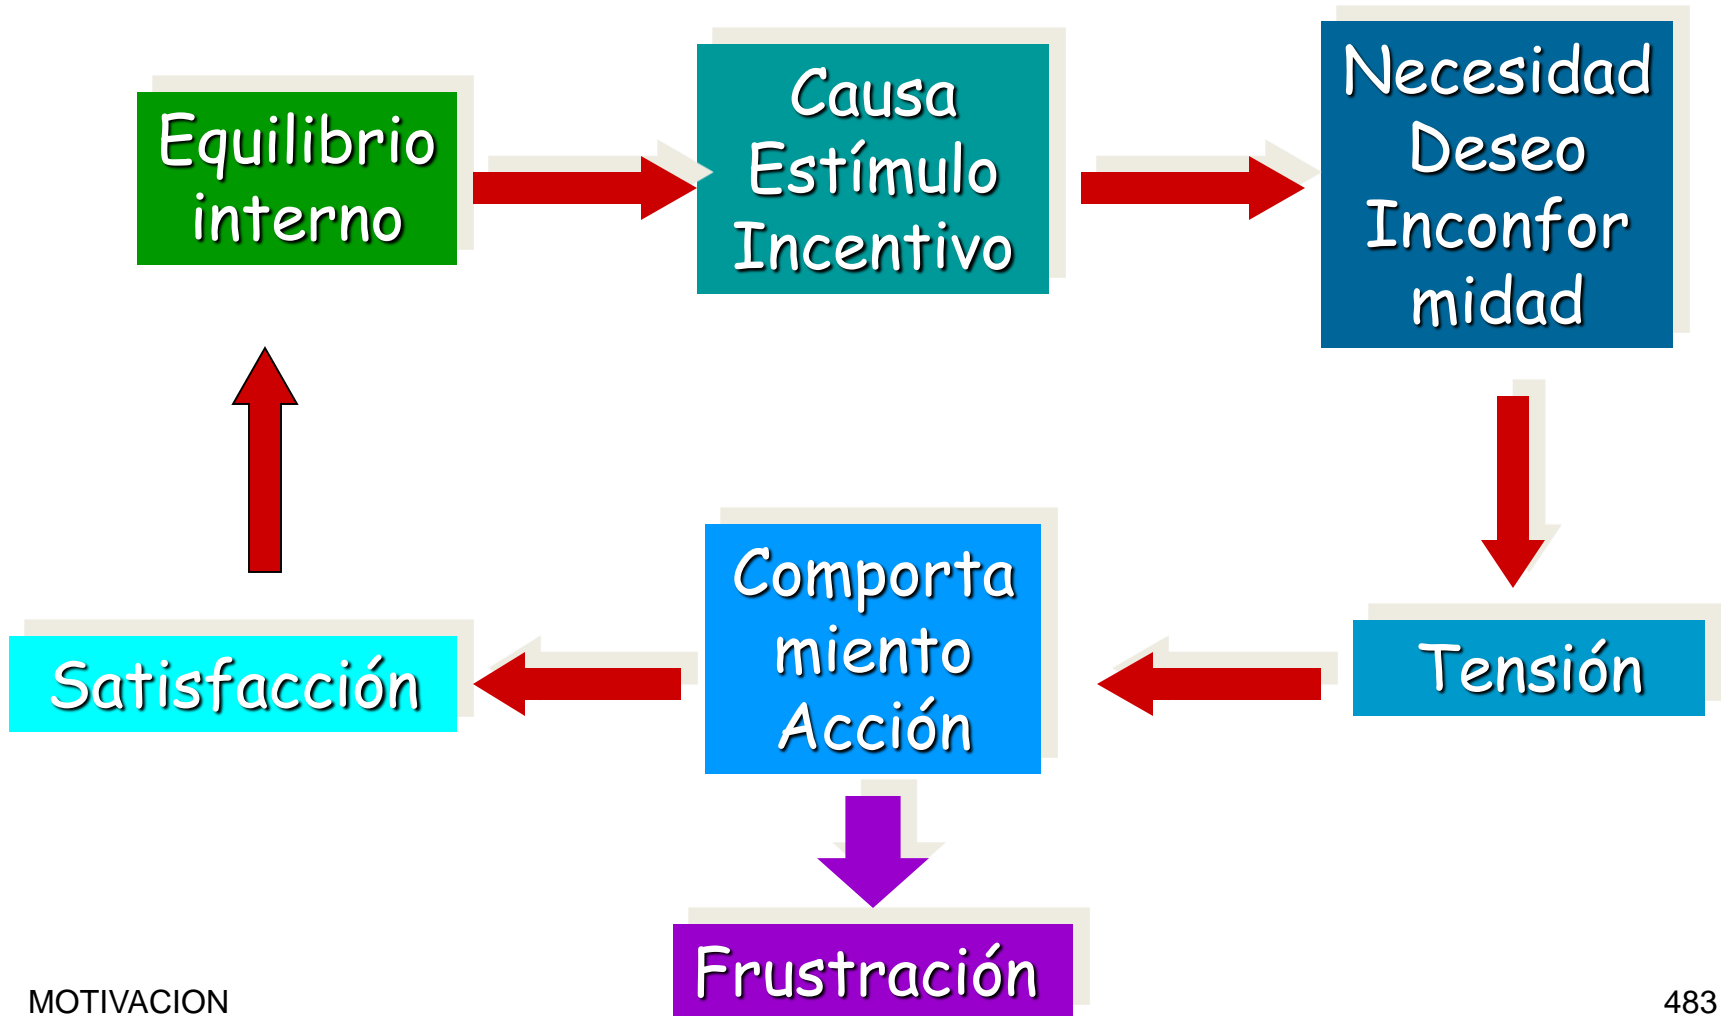 Equilibrio
interno
Causa
Estímulo
Incentivo
Necesidad
Deseo
Inconfor
midad
Tensión
Comporta
miento
Acción
Satisfacción
Frustración
MOTIVACION
483